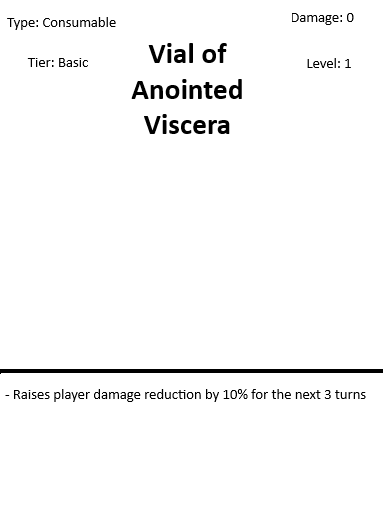 Type: Consumable
Damage: 0
Tier: Basic
Level: 1
Vial of
Anointed
Viscera
- Raises player damage reduction by 10% for the next 3 turns